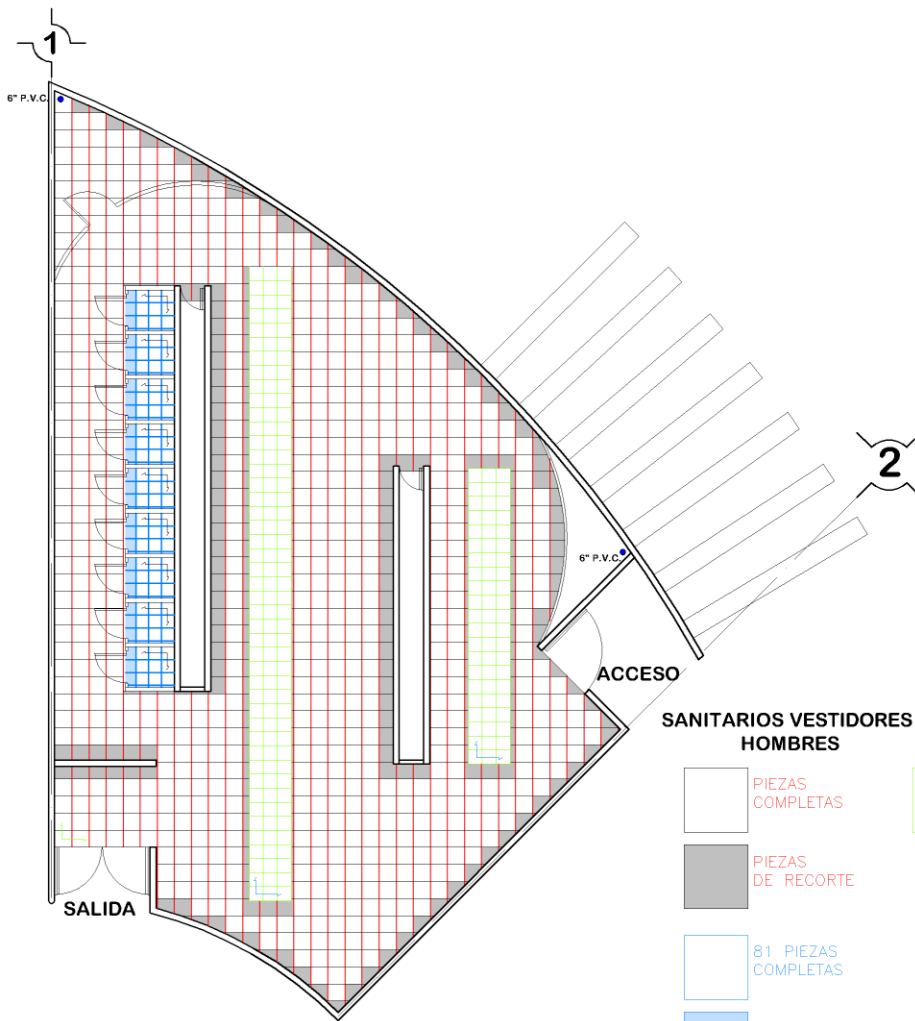 1
6" P.V.C.
2
6" P.V.C.
ACCESO
SANITARIOS VESTIDORES
HOMBRES
PIEZAS
COMPLETAS
PIEZAS
DE RECORTE
SALIDA
81 PIEZAS
COMPLETAS